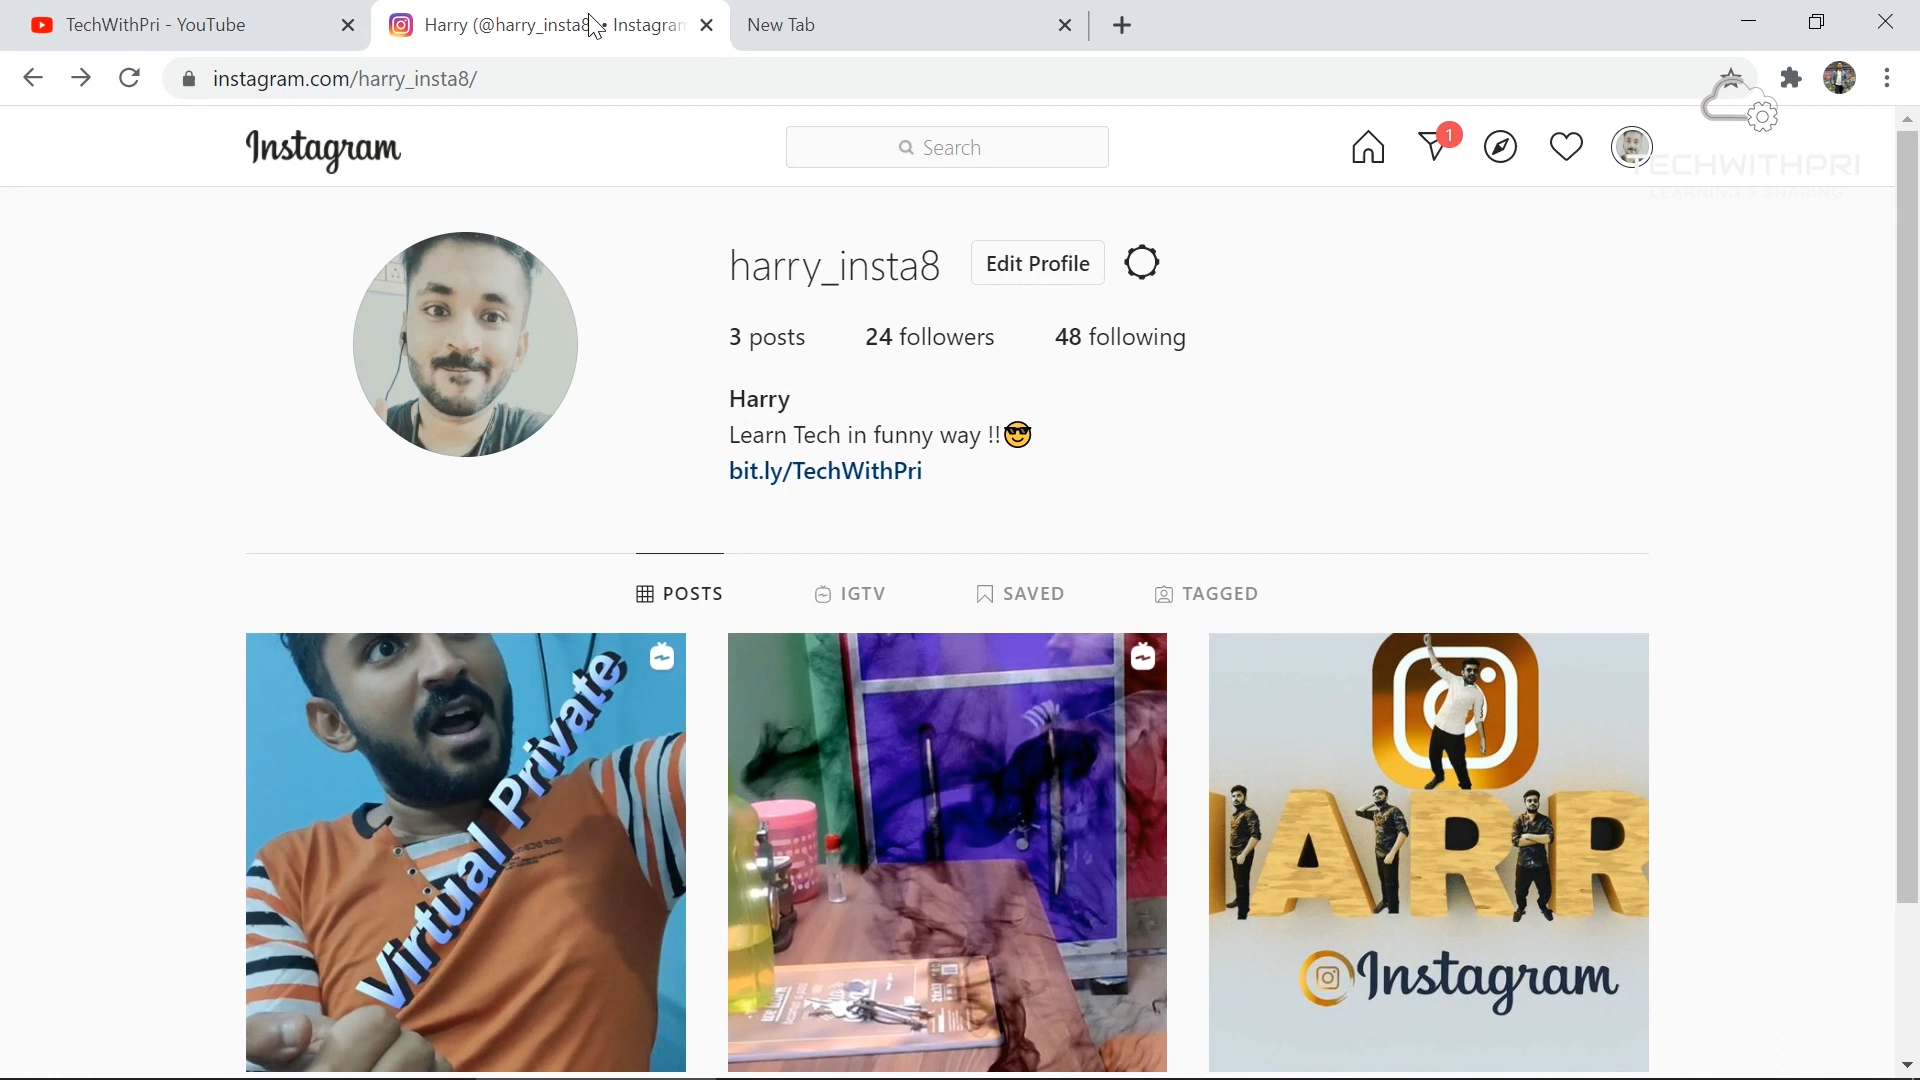 TechWithPri - YouTube
Harry (@harry_insta8 • Instagram
New Tab
instagram.com/harry_insta8/
Instagram
Search
1
TECHWITHPRI
LEARNING & SHARING
harry_insta8
Edit Profile
3 posts
24 followers
48 following
Harry
Learn Tech in funny way !!😎
bit.ly/TechWithPri
POSTS
IGTV
SAVED
TAGGED
Virtual Private
ARR
Instagram